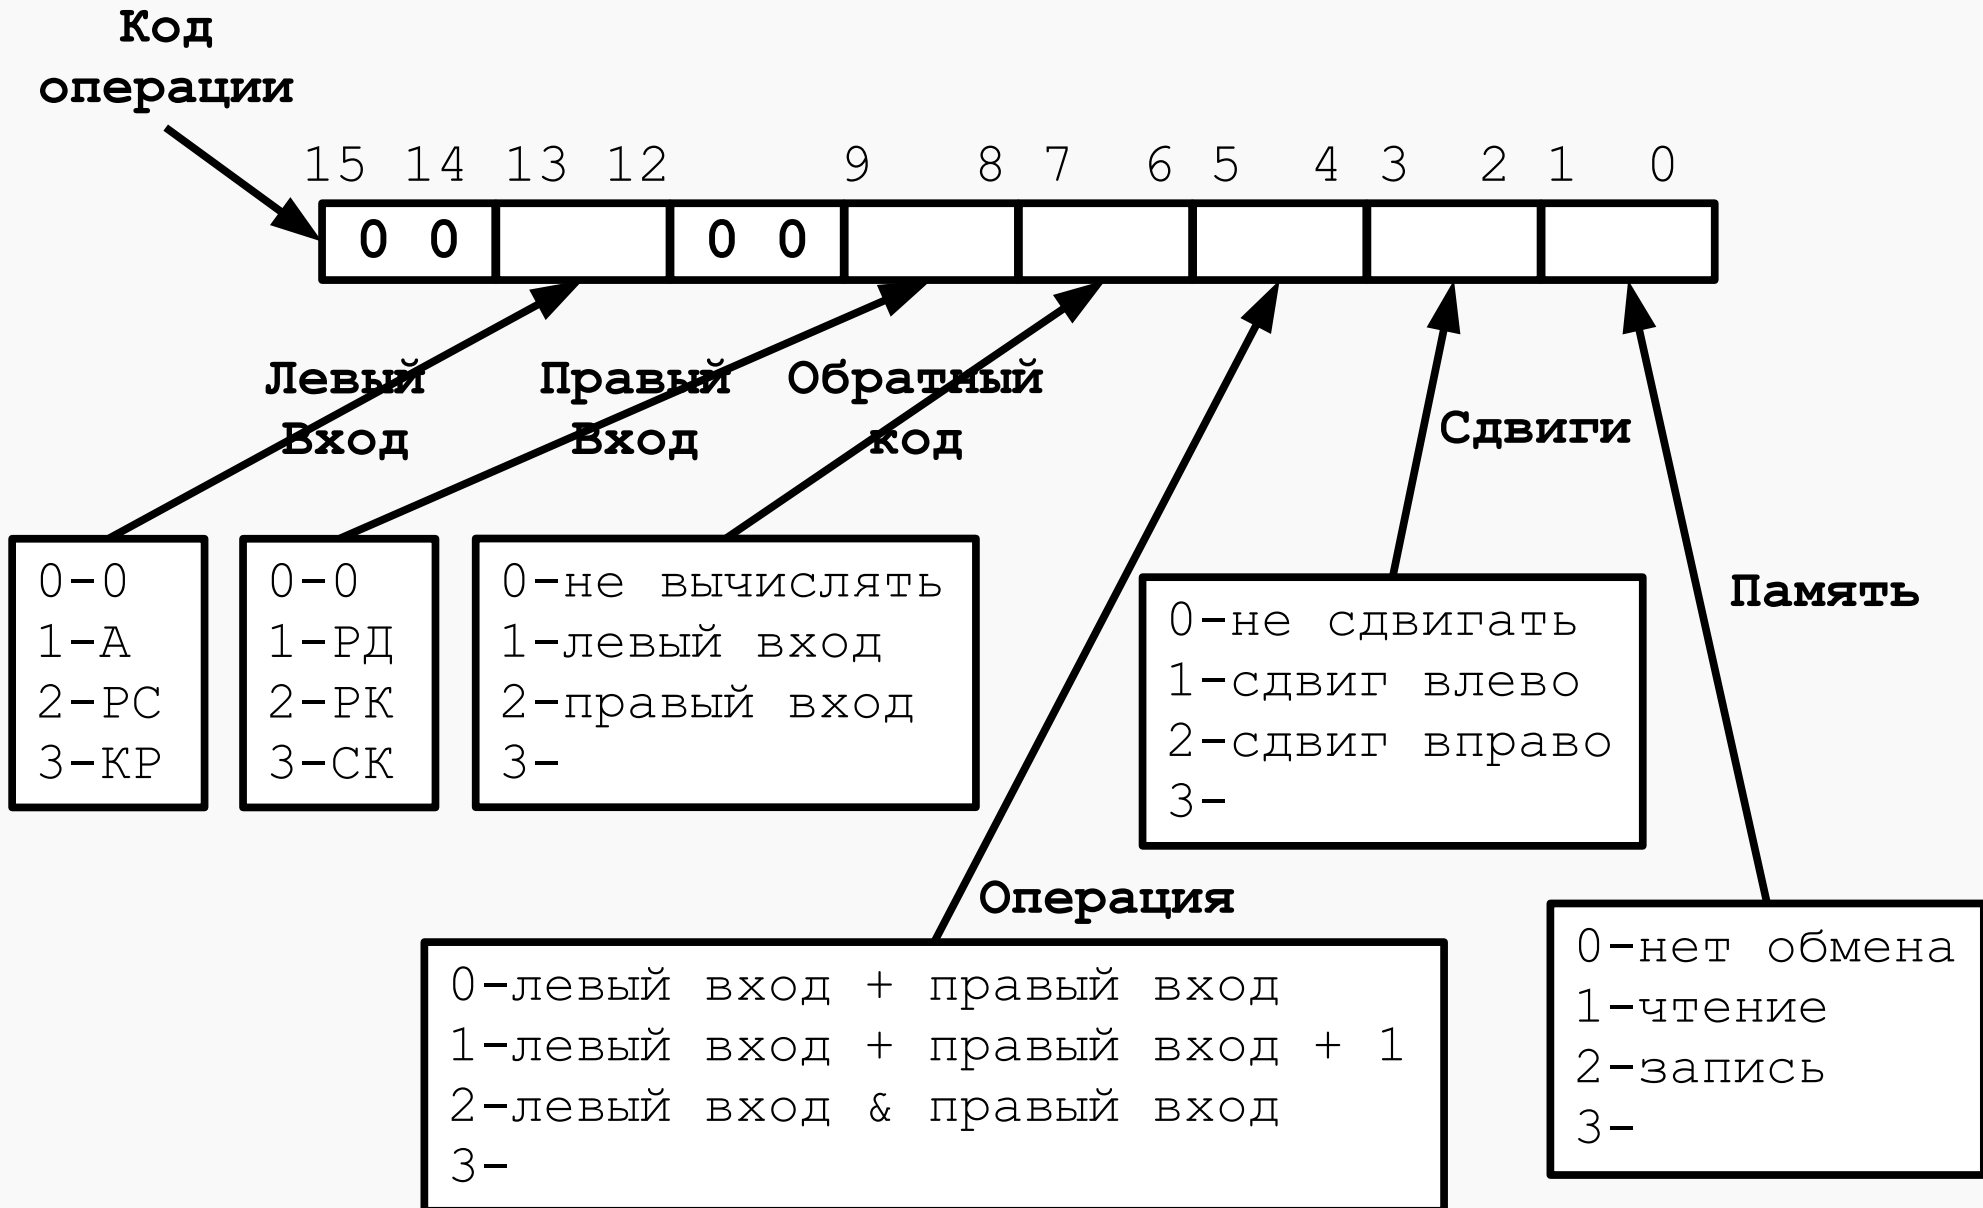 Код
операции
15 14 13 12 9 8 7 6 5 4 3 2 1 0
0 0 0 0
Левый
Вход
Правый
Вход
Обратный
код
Сдвиги
Память
0-0
1-А
2-РС
3-КР
0-0
1-РД
2-РК
3-СК
0-не вычислять
1-левый вход
2-правый вход
3-
0-не сдвигать
1-сдвиг влево
2-сдвиг вправо
3-
Операция
0-левый вход + правый вход
1-левый вход + правый вход + 1
2-левый вход & правый вход
3-
0-нет обмена
1-чтение
2-запись
3-